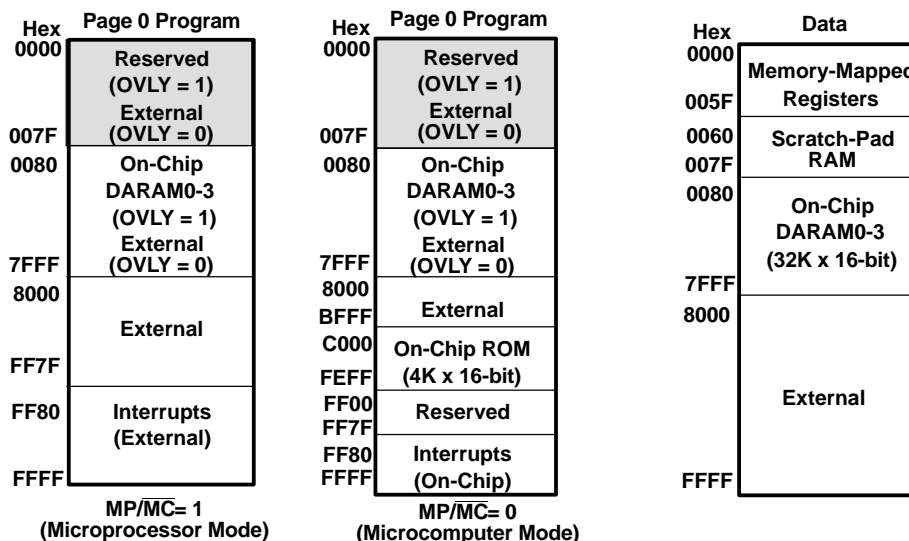 Page 0 Program
Hex
0000
Reserved
(OVLY = 1)
External
(OVLY = 0)
007F
0080
On-Chip
DARAM0-3
(OVLY = 1)
External
(OVLY = 0)
7FFF
8000
External
FF7F
FF80
Interrupts
(External)
FFFF
MP/MC= 1
(Microprocessor Mode)
Page 0 Program
Hex
0000
Reserved
(OVLY = 1)
External
(OVLY = 0)
007F
0080
On-Chip
DARAM0-3
(OVLY = 1)
External
(OVLY = 0)
7FFF
8000
External
BFFF
C000
On-Chip ROM
(4K x 16-bit)
FEFF
FF00
Reserved
FF7F
FF80
Interrupts
(On-Chip)
FFFF
MP/MC= 0
(Microcomputer Mode)
Data
Hex
0000
Memory-Mapped
Registers
005F
0060
Scratch-Pad
RAM
007F
0080
On-Chip
DARAM0-3
(32K x 16-bit)
7FFF
8000
External
FFFF